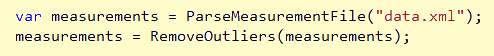 var measurements = ParseMeasurementFile("data.xml");
measurements = RemoveOutliers(measurements);